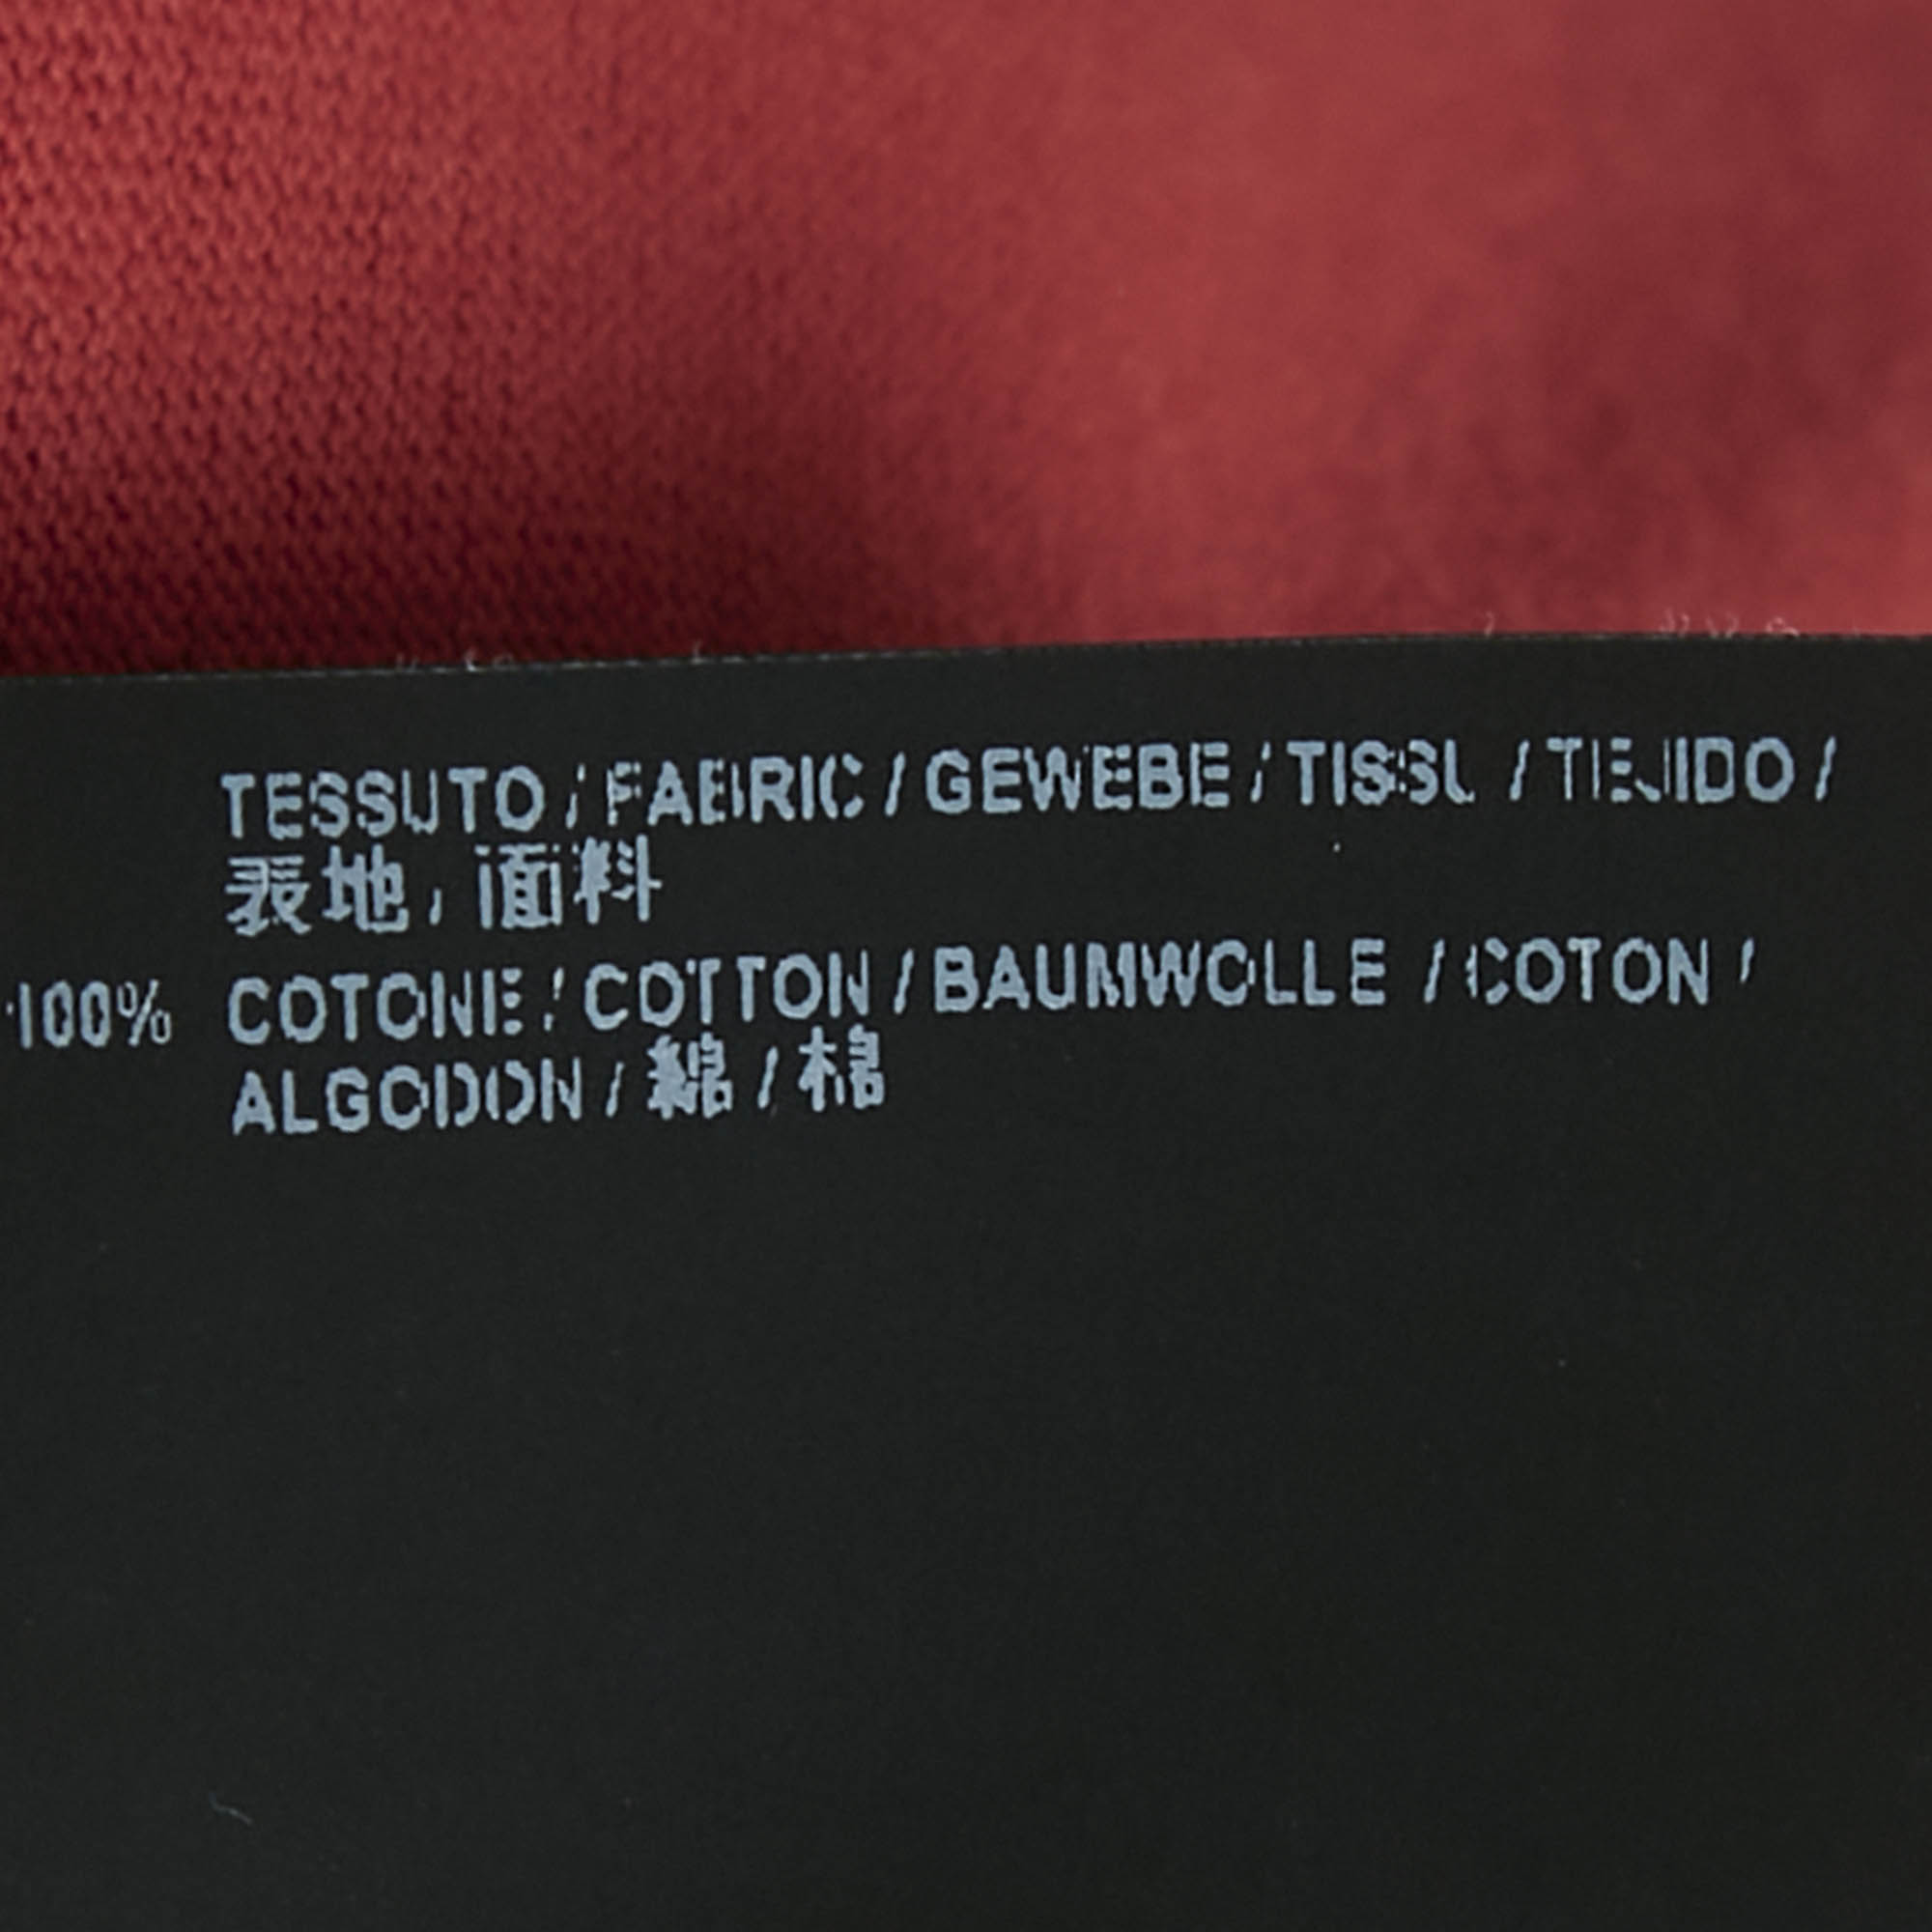 TESSUTO / FABRIC / GEWEBE / TISSU / TEJIDO /
表地 / 面料
100% COTONE / COTTON / BAUMWOLLE / COTON /
ALGODON / 綿 / 棉